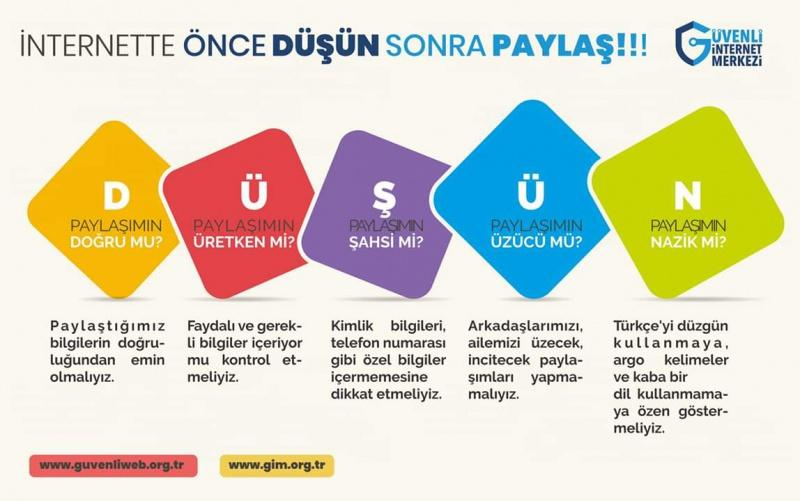 İNTERNETTE ÖNCE DÜŞÜN SONRA PAYLAŞ!!!
GÜVENLİ
İNTERNET
MERKEZİ
D
PAYLAŞIMIN
DOĞRU MU?
Ü
PAYLAŞIMIN
ÜRETKEN Mİ?
Ş
PAYLAŞIMIN
ŞAHSİ Mİ?
Ü
PAYLAŞIMIN
ÜZÜCÜ MÜ?
N
PAYLAŞIMIN
NAZİK Mİ?
Paylaştığımız
bilgilerin doğru-
luğundan emin
olmalıyız.
Faydalı ve gerek-
li bilgiler içeriyor
mu kontrol et-
meliyiz.
Kimlik bilgileri,
telefon numarası
gibi özel bilgiler
içermemesine
dikkat etmeliyiz.
Arkadaşlarımızı,
ailemizi üzecek,
incitecek payla-
şımları yapma-
malıyız.
Türkçe'yi düzgün
kullanmaya,
argo kelimeler
ve kaba bir
dil kullanmama-
ya özen göster-
meliyiz.
www.guvenliweb.org.tr
www.gim.org.tr